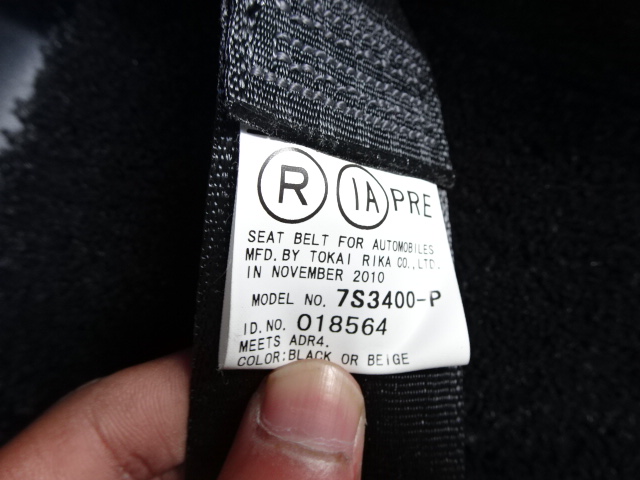 R IA PRE
SEAT BELT FOR AUTOMOBILES
MFD. BY TOKAI RIKA CO., LTD.
IN NOVEMBER 2010
MODEL NO. 7S3400-P
I.D. NO. 018564
MEETS ADR4.
COLOR: BLACK OR BEIGE